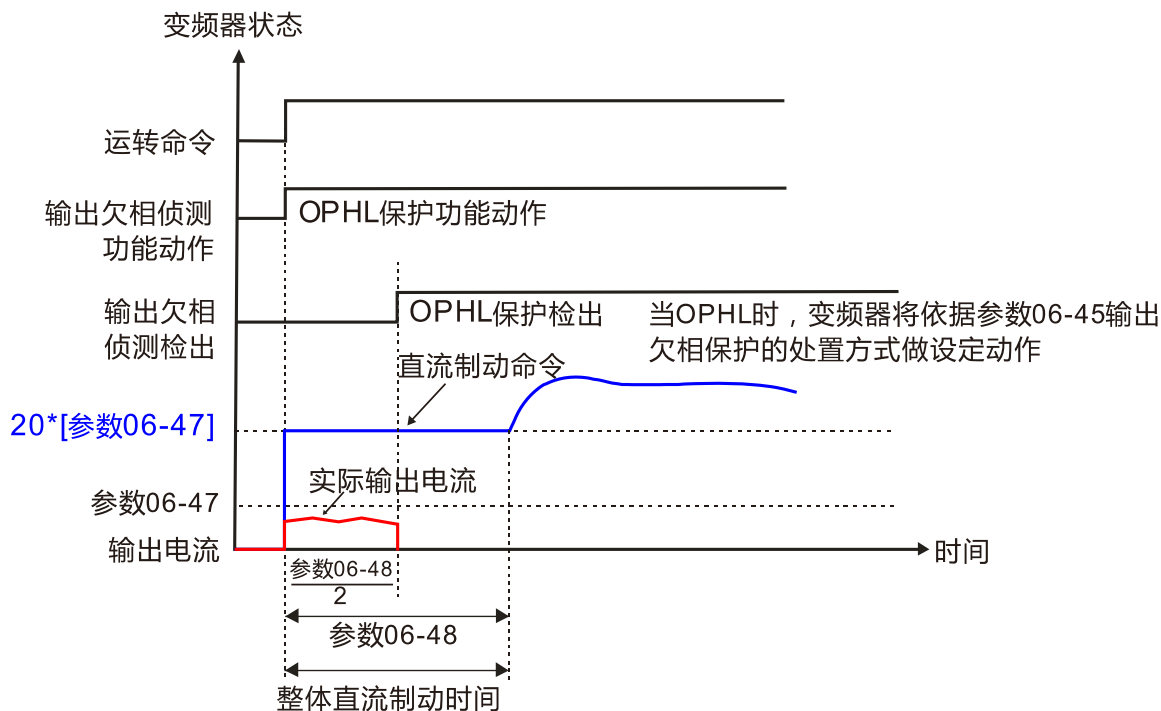 变频器状态
运转命令
输出欠相侦测
功能动作
OPHL保护功能动作
输出欠相
侦测检出
OPHL保护检出
当OPHL时，变频器将依据参数06-45输出
欠相保护的处置方式做设定动作
直流制动命令
20*[参数06-47]
实际输出电流
参数06-47
输出电流
时间
参数06-48
2
参数06-48
整体直流制动时间